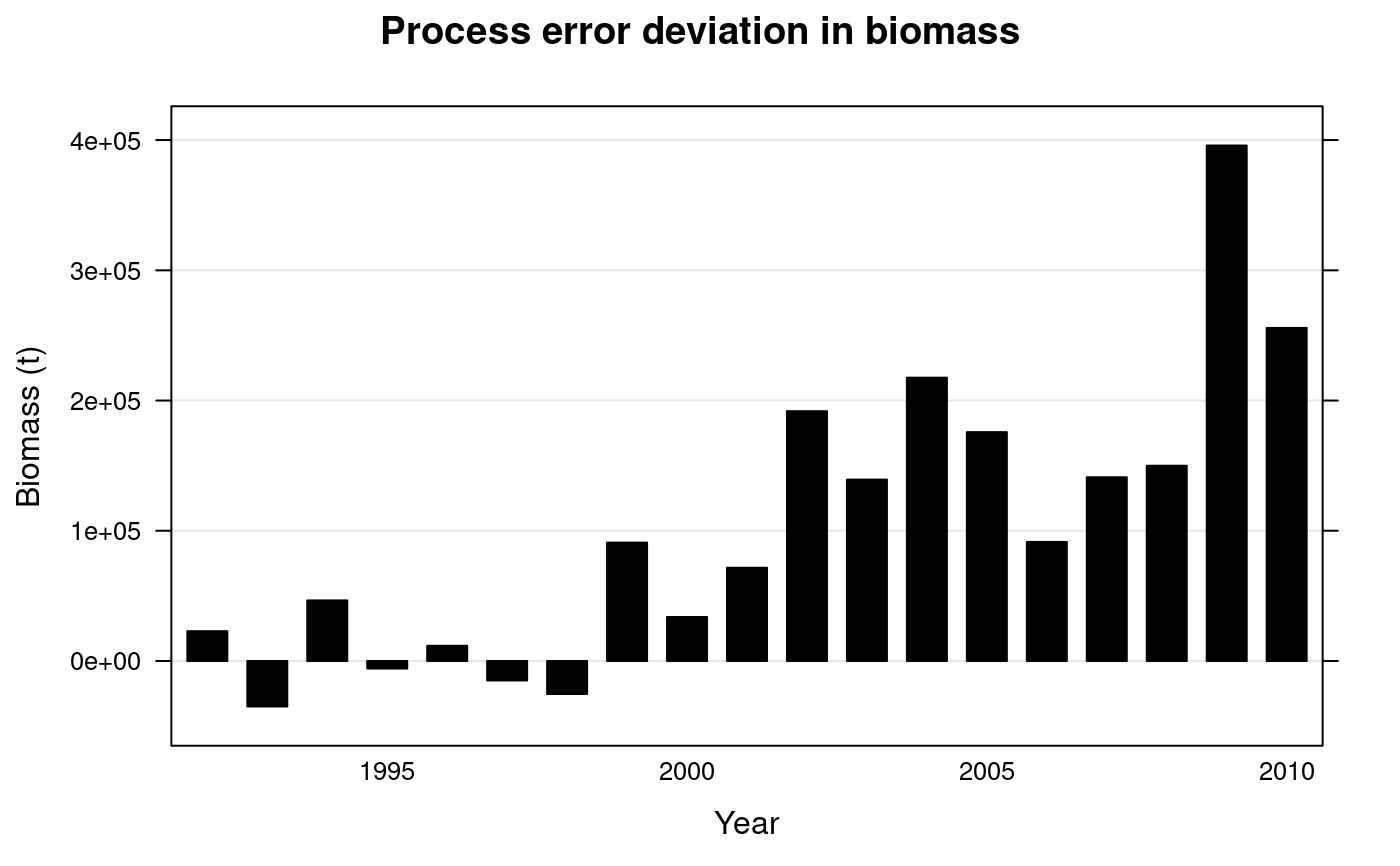 Process error deviation in biomass
4e+05
3e+05
2e+05
1e+05
0e+00
Biomass (t)
1995 2000 2005 2010
Year